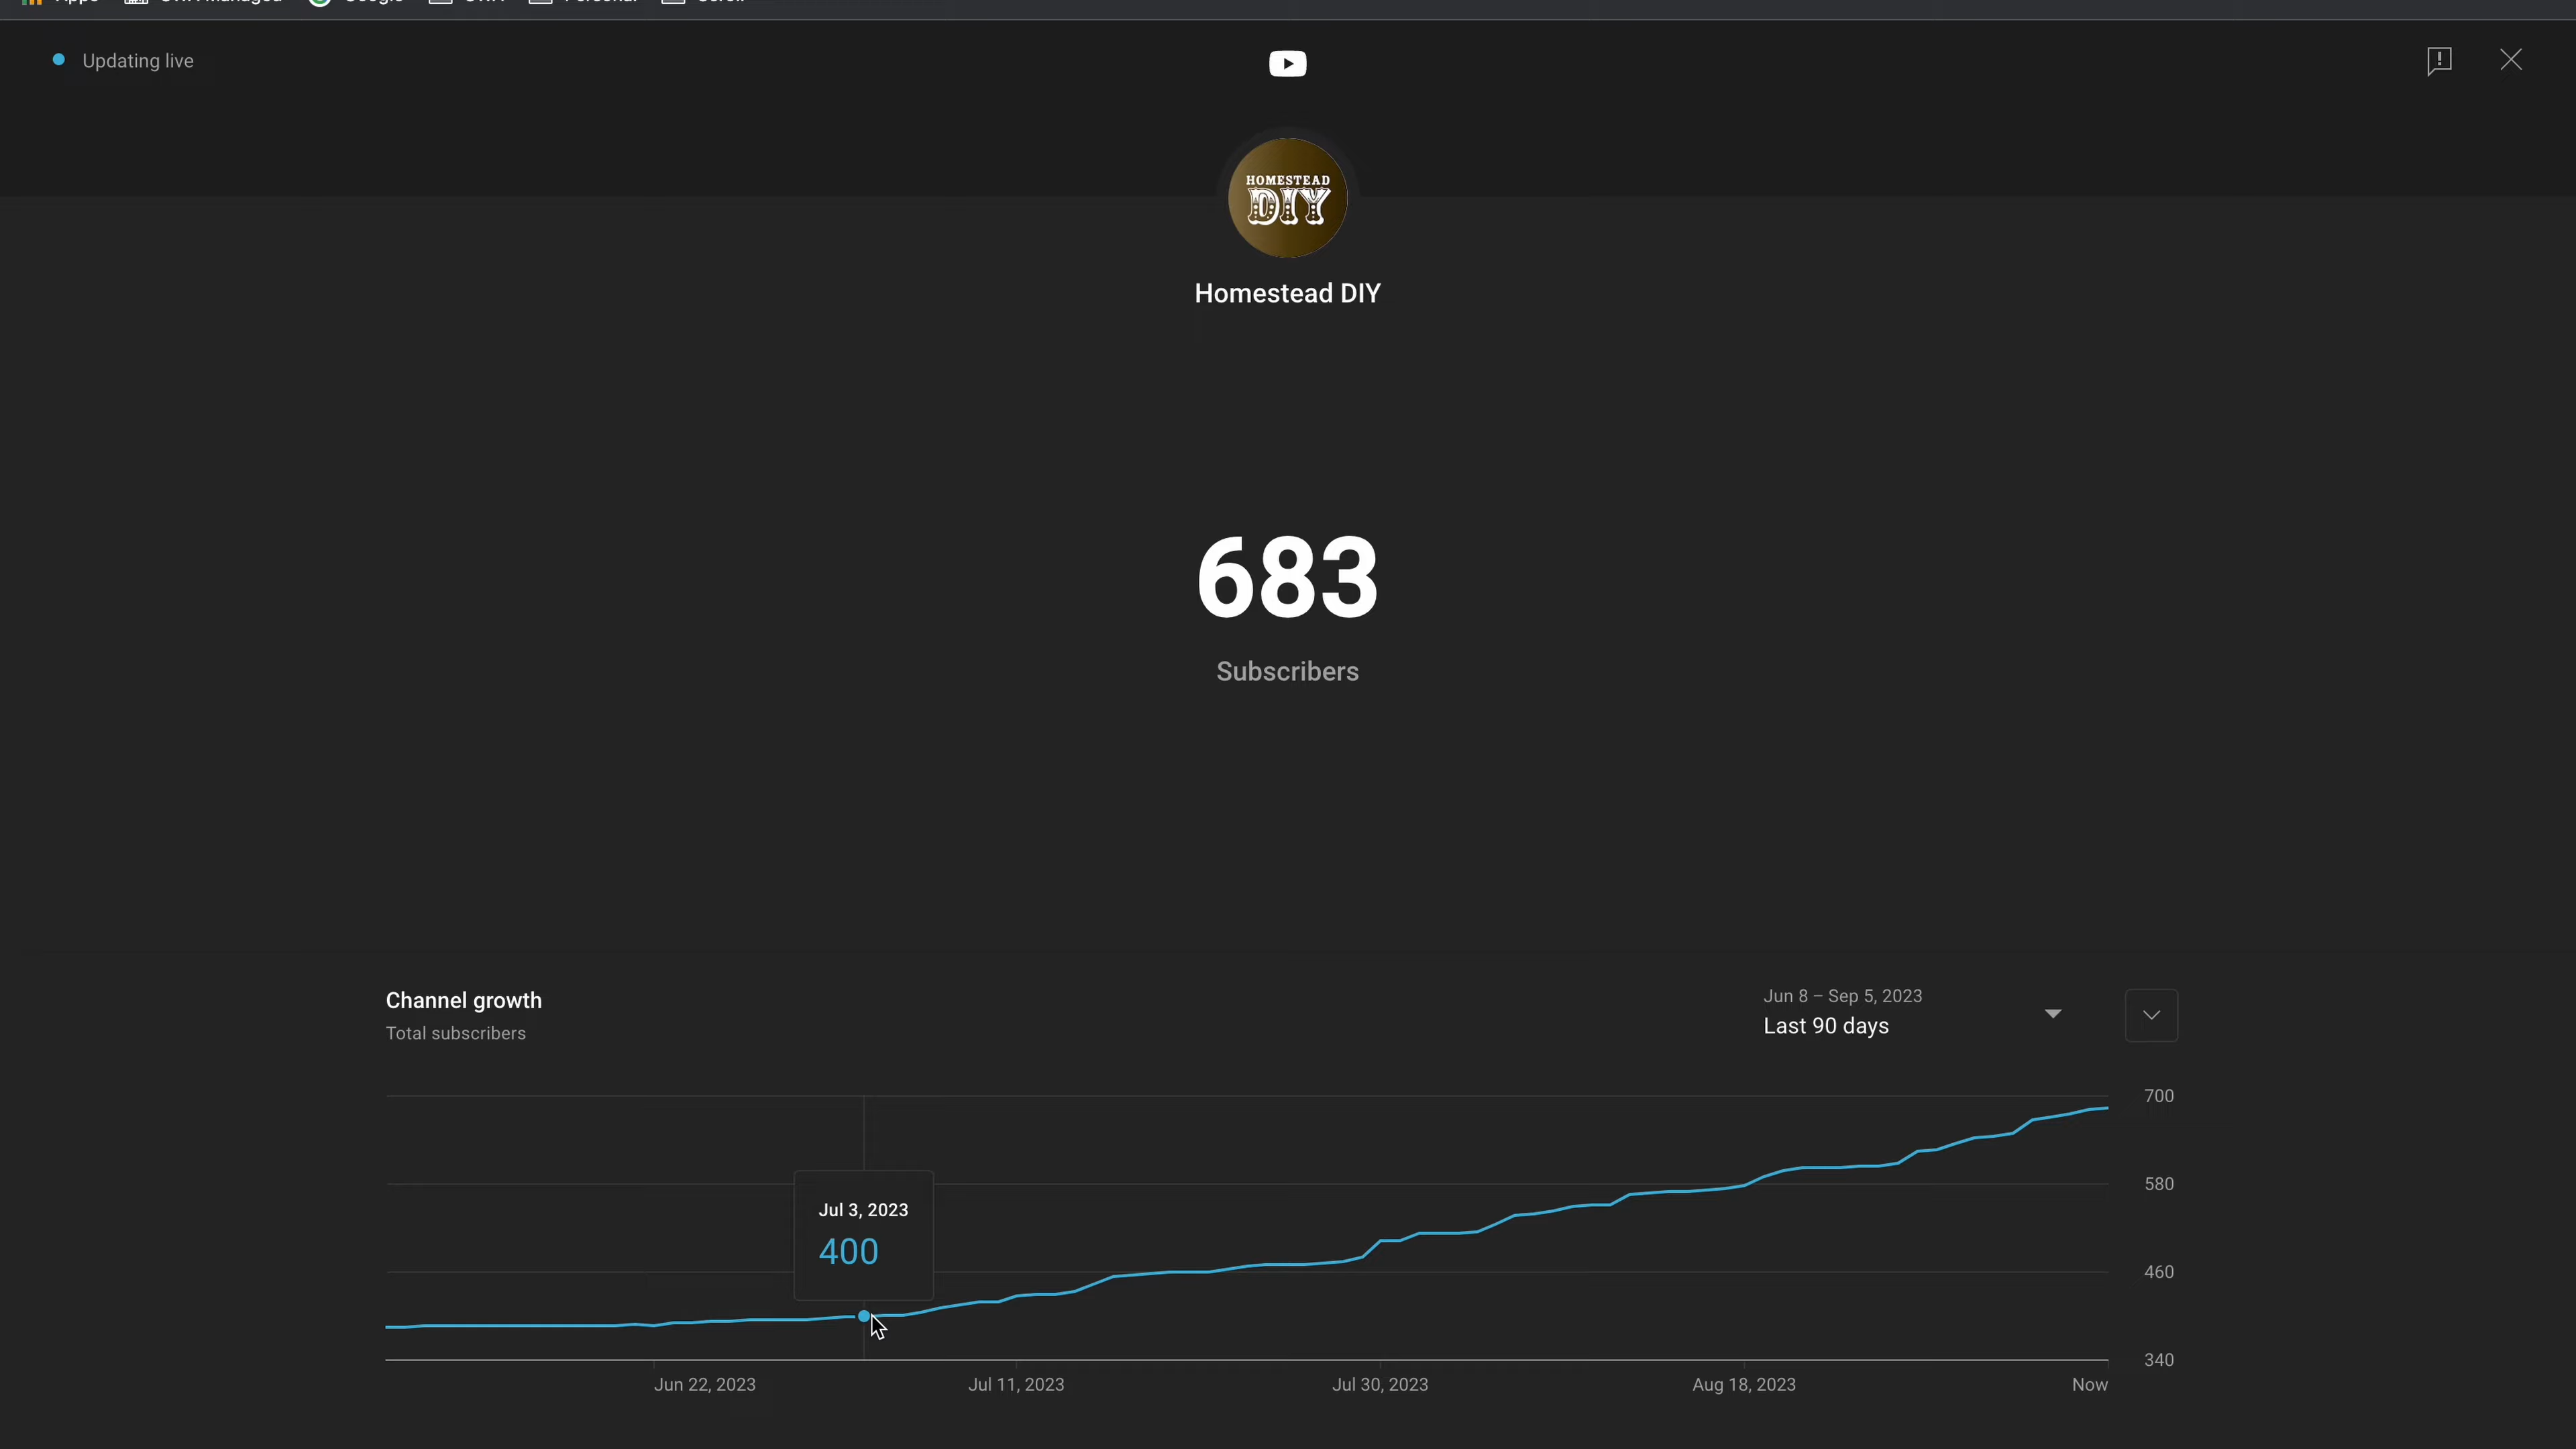 Updating live
HOMESTEAD
DIY
Homestead DIY
683
Subscribers
Channel growth
Total subscribers
Jun 8 – Sep 5, 2023
Last 90 days
700
580
460
340
Jul 3, 2023
400
Jun 22, 2023
Jul 11, 2023
Jul 30, 2023
Aug 18, 2023
Now